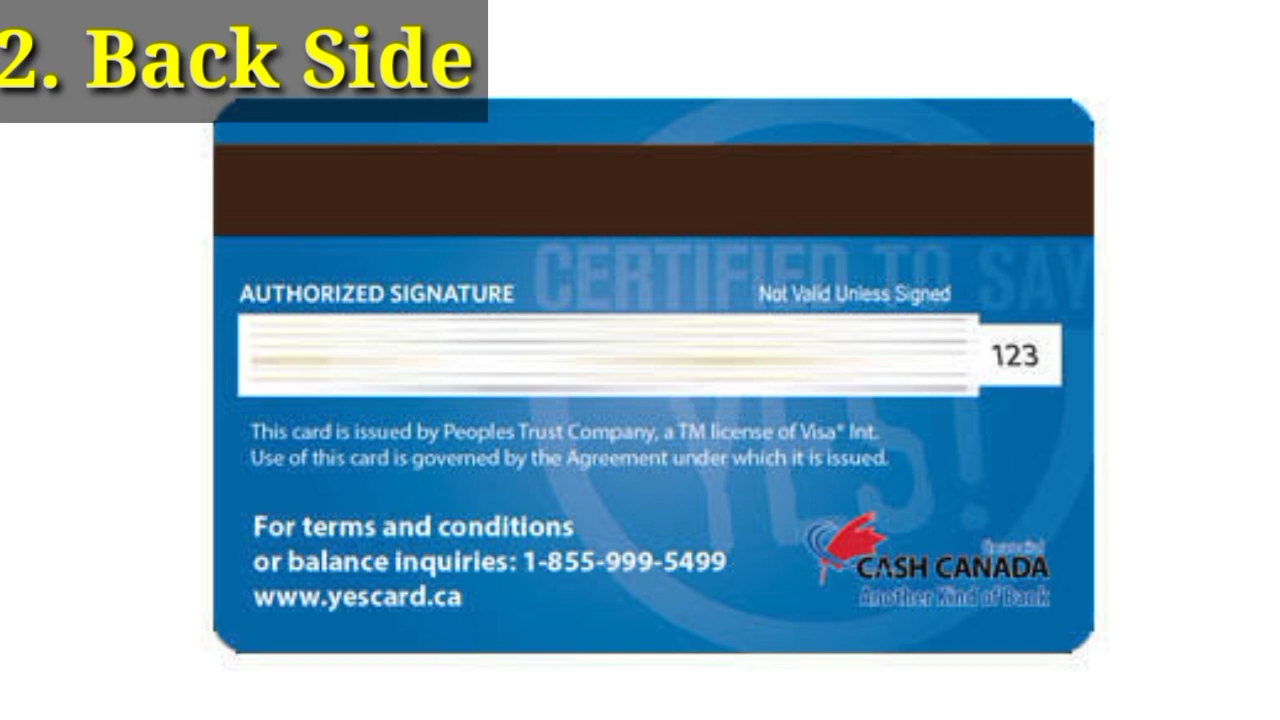 2. Back Side
CERTIFIED TO SAY
AUTHORIZED SIGNATURE Not Valid Unless Signed
123
YES!
This card is issued by Peoples Trust Company, a TM license of Visa* Int.
Use of this card is governed by the Agreement under which it is issued.
For terms and conditions
or balance inquiries: 1-855-999-5499
www.yescard.ca
Financial
CASH CANADA
Another Kind of Bank